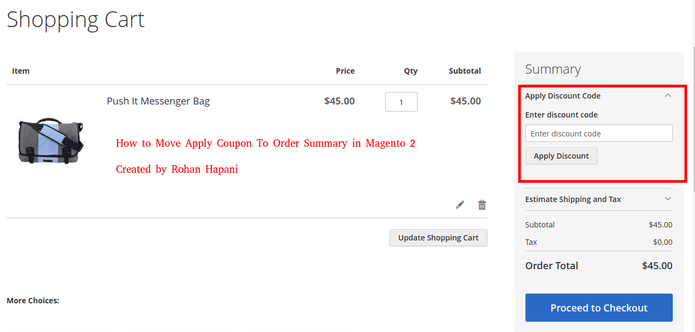 Shopping Cart
Item Price Qty Subtotal
Push It Messenger Bag $45.00 1 $45.00
How to Move Apply Coupon To Order Summary in Magento 2
Created by Rohan Hapani
Update Shopping Cart
More Choices:
Summary
Apply Discount Code
Enter discount code
Enter discount code
Apply Discount
Estimate Shipping and Tax
Subtotal $45.00
Tax $0.00
Order Total $45.00
Proceed to Checkout